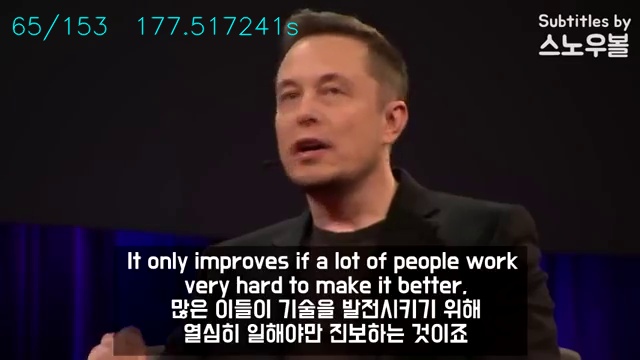 65/153 177.517241s
Subtitles by
스노우볼
It only improves if a lot of people work
very hard to make it better,
많은 이들이 기술을 발전시키기 위해
열심히 일해야만 진보하는 것이죠